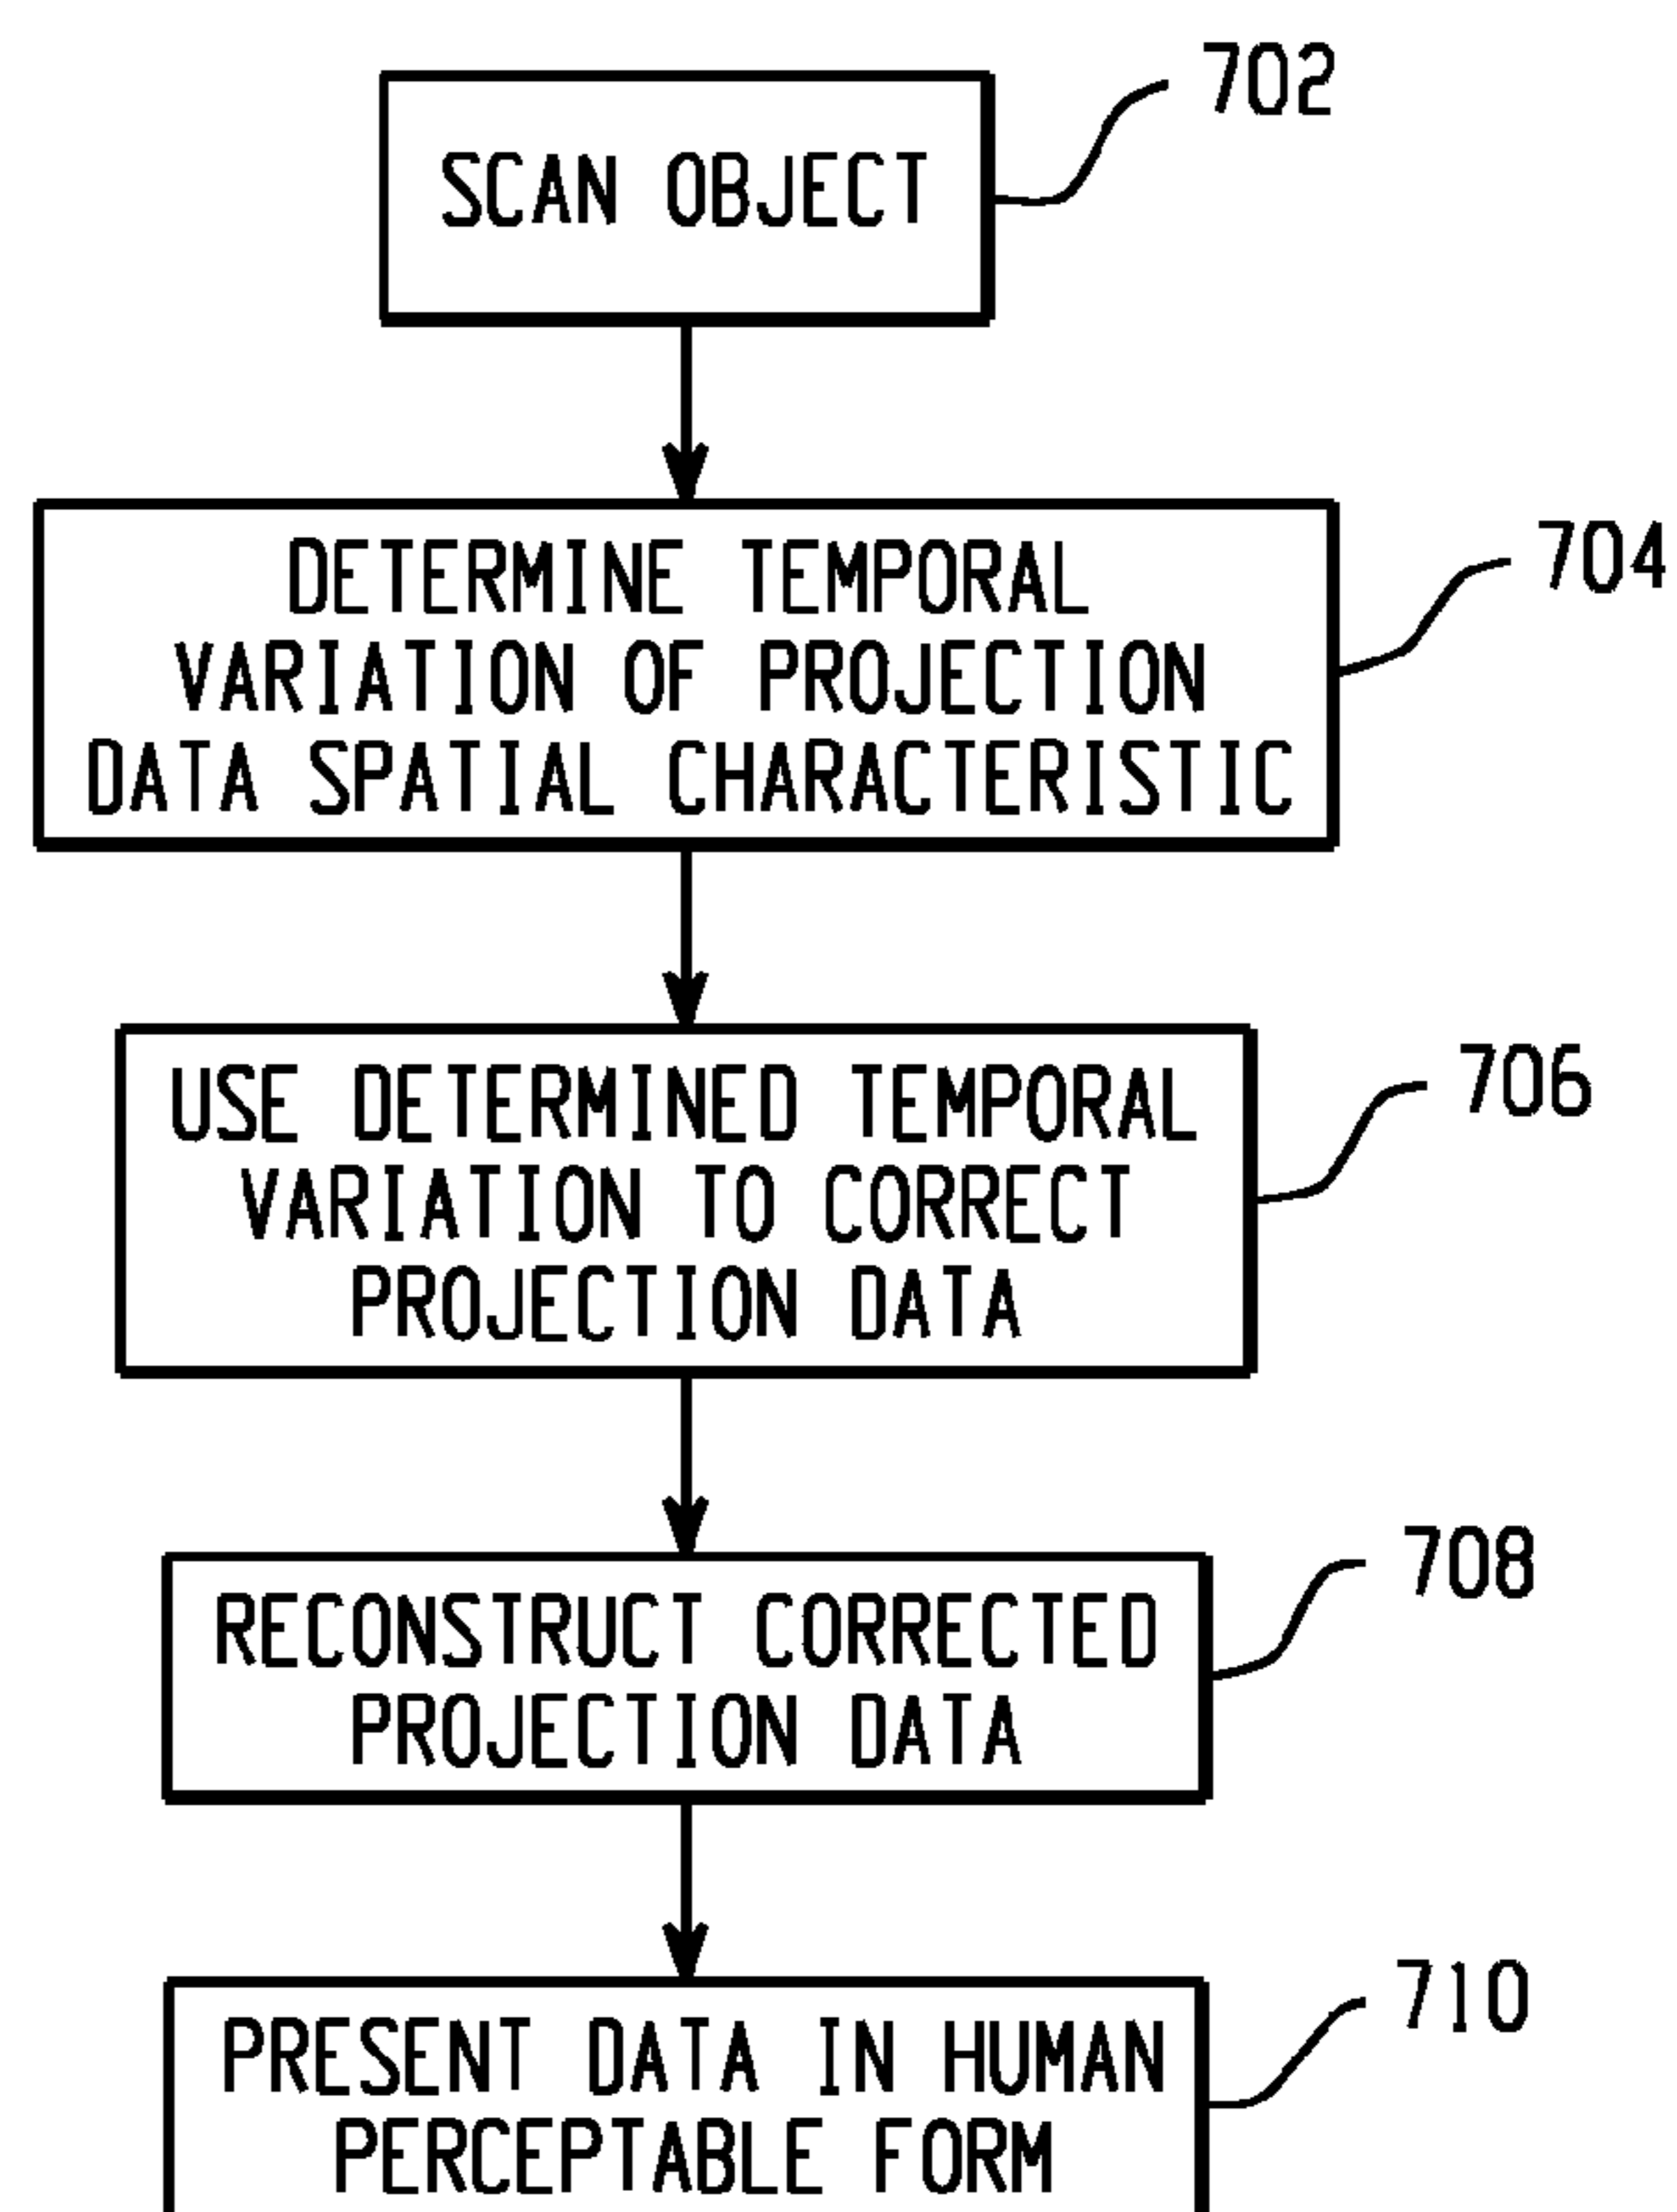 702
SCAN OBJECT
704
DETERMINE TEMPORAL
VARIATION OF PROJECTION
DATA SPATIAL CHARACTERISTIC
706
USE DETERMINED TEMPORAL
VARIATION TO CORRECT
PROJECTION DATA
708
RECONSTRUCT CORRECTED
PROJECTION DATA
710
PRESENT DATA IN HUMAN
PERCEPTABLE FORM